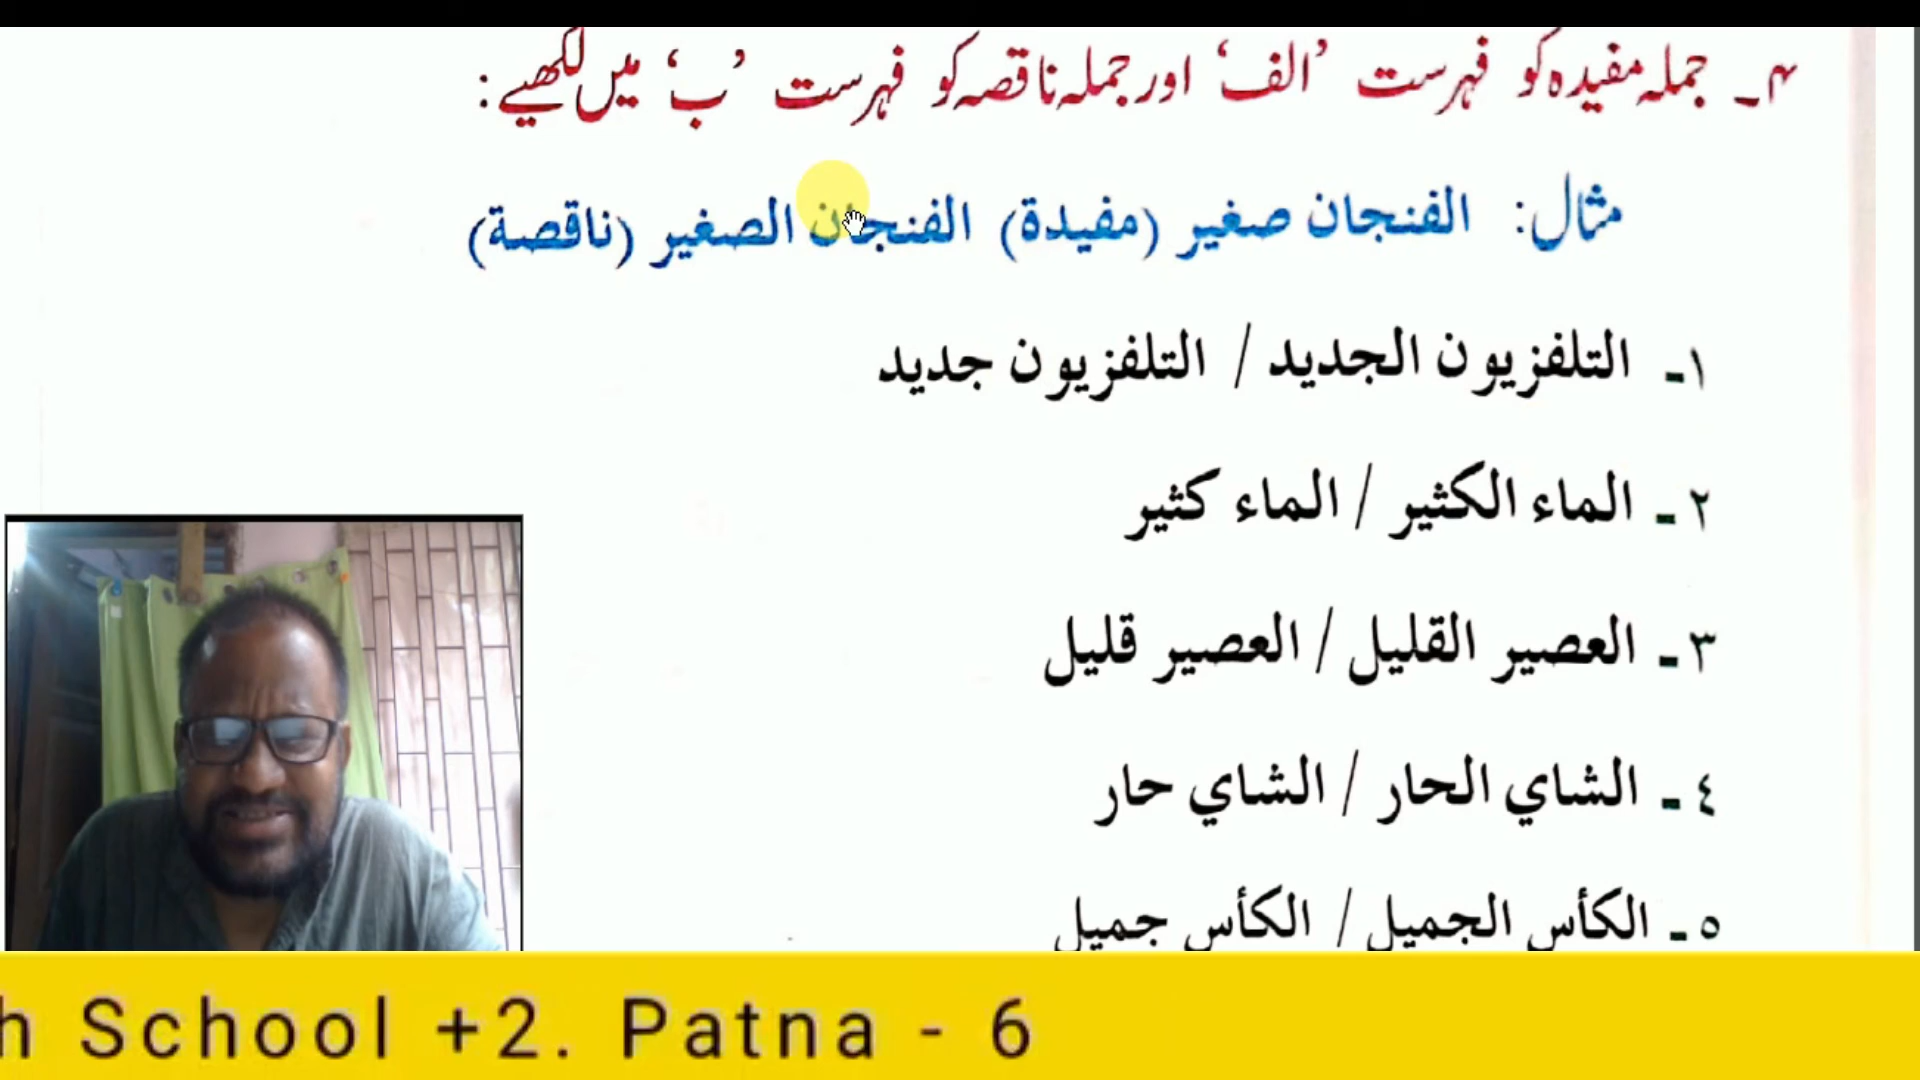 ۴۔ جملہ مفیدہ کو فہرست ’الف‘ اور جملہ ناقصہ کو فہرست ’ب‘ میں لکھیے:
مثال: الفنجان صغير (مفيدة) الفنجان الصغير (ناقصة)
١ـ التلفزيون الجديد / التلفزيون جديد
٢ـ الماء الكثير / الماء كثير
٣ـ العصير القليل / العصير قليل
٤ـ الشاي الحار / الشاي حار
٥ـ الكأس الجميل / الكأس جميل
h School +2. Patna - 6